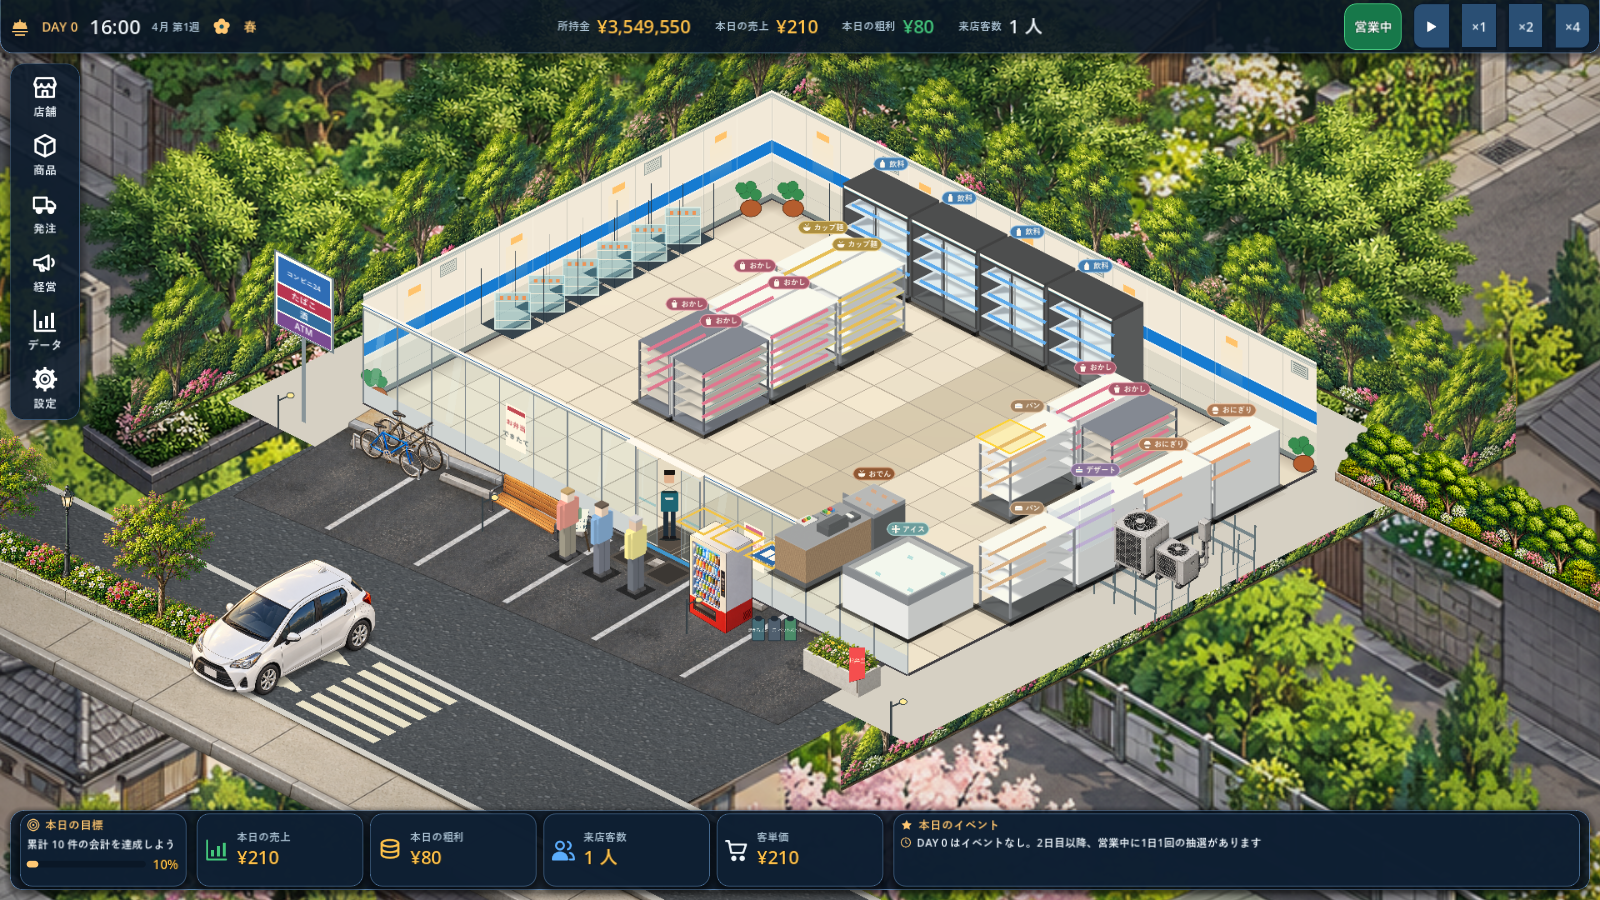 DAY 0 16:00 4月 第1週 春
所持金 ¥3,549,550 本日の売上 ¥210 本日の粗利 ¥80 来店客数 1 人
営業中 ×1 ×2 ×4
店舗
商品
発注
経営
データ
設定
飲料
飲料
飲料
飲料
カップ麺
カップ麺
おかし
おかし
おかし
おかし
おかし
おかし
パン
おにぎり
おにぎり
デザート
おでん
パン
アイス
コンビニ24
たばこ
酒
ATM
お弁当
できたて
本日の目標
累計 10 件の会計を達成しよう
10%
本日の売上
¥210
本日の粗利
¥80
来店客数
1 人
客単価
¥210
本日のイベント
DAY 0 はイベントなし。2日目以降、営業中に1日1回の抽選があります